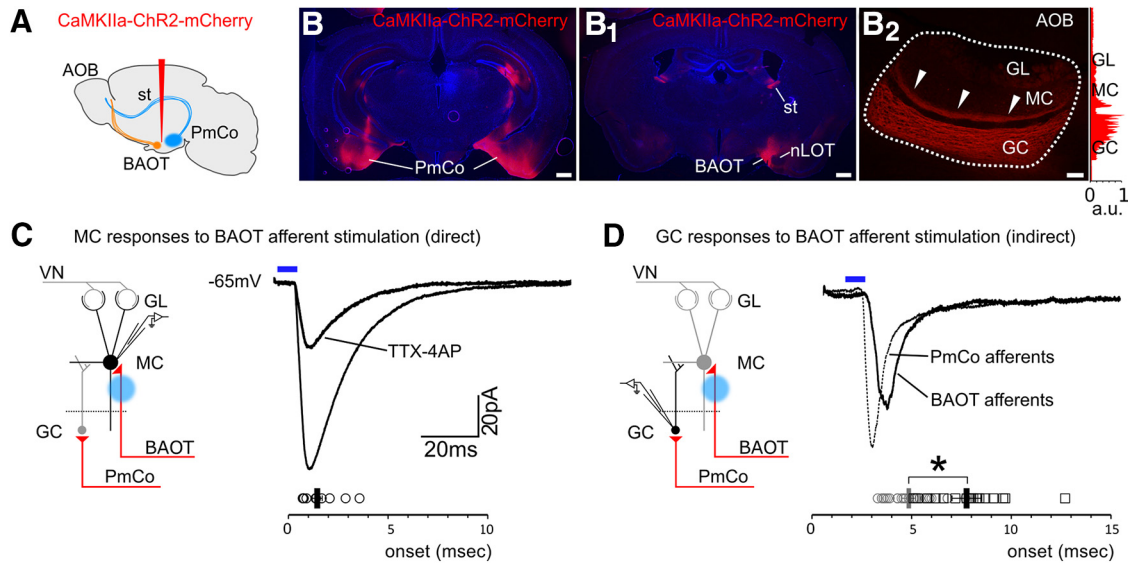 A
CaMKIIa-ChR2-mCherry
AOB
st
PmCo
BAOT
B
CaMKIIa-ChR2-mCherry
PmCo
B1
CaMKIIa-ChR2-mCherry
st
BAOT
nLOT
B2
AOB
GL
MC
GC
GL
MC
GC
0 1
a.u.
C
MC responses to BAOT afferent stimulation (direct)
VN
GL
MC
GC
BAOT
PmCo
-65mV
TTX-4AP
20pA
20ms
0 5 10
onset (msec)
D
GC responses to BAOT afferent stimulation (indirect)
VN
GL
MC
GC
BAOT
PmCo
PmCo afferents
BAOT afferents
*
0 5 10 15
onset (msec)